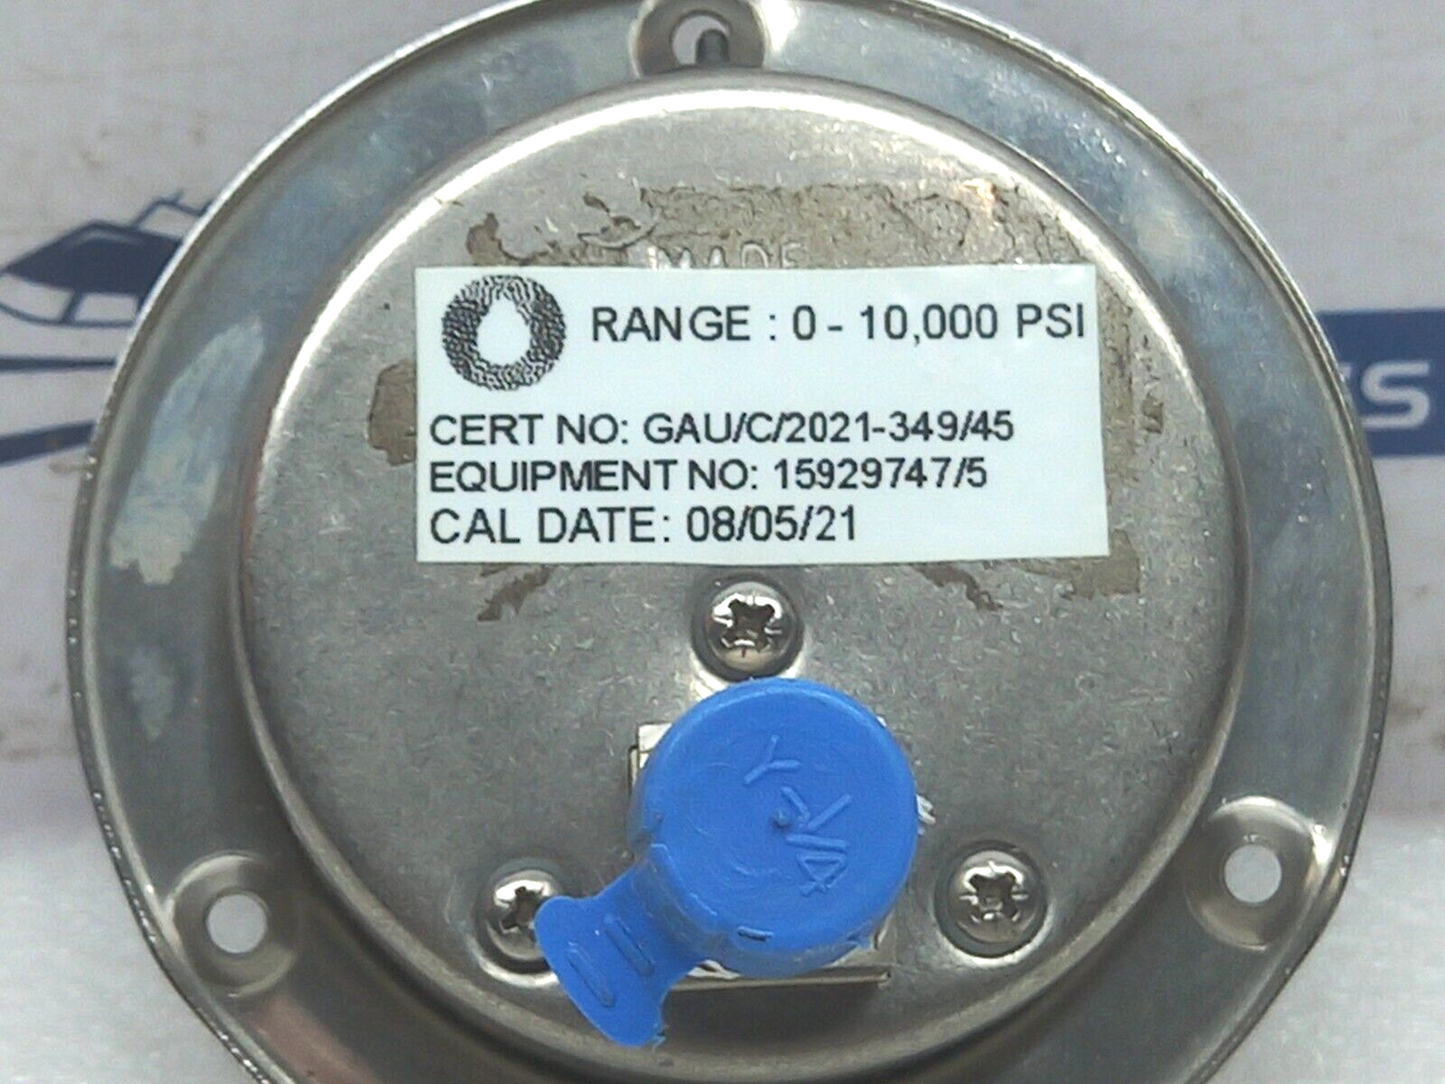 MADE
RANGE : 0 - 10,000 PSI
CERT NO: GAU/C/2021-349/45
EQUIPMENT NO: 15929747/5
CAL DATE: 08/05/21